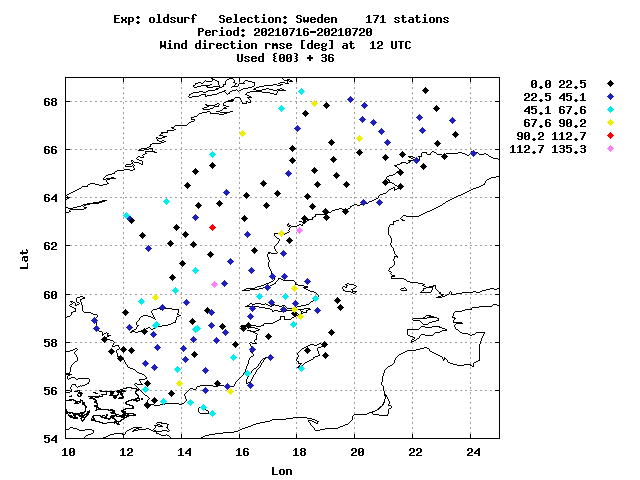 Exp: oldsurf   Selection: Sweden    171 stations
Period: 20210716-20210720
Wind direction rmse [deg] at  12 UTC
Used {00} + 36
0.0 22.5
22.5 45.1
45.1 67.6
67.6 90.2
90.2 112.7
112.7 135.3
68
66
64
62
60
58
56
54
Lat
10 12 14 16 18 20 22 24
Lon